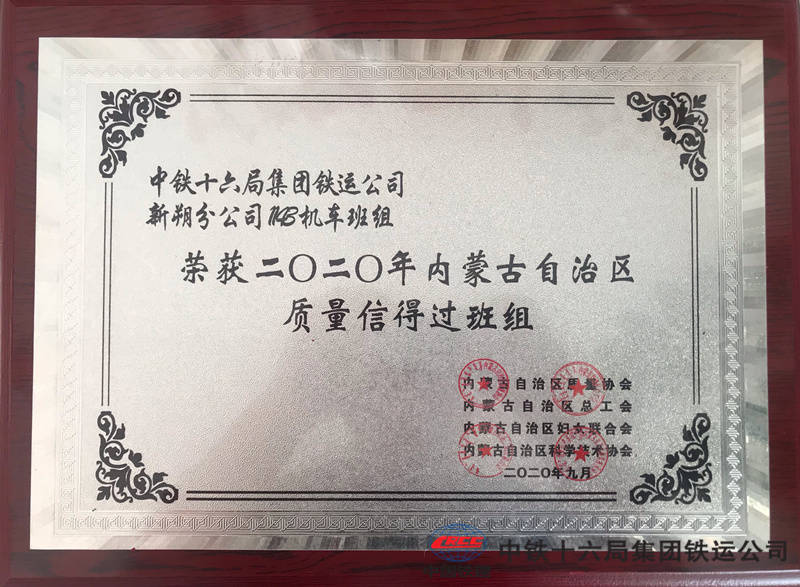 中铁十六局集团铁运公司
新朔分公司1143机车班组
荣获二〇二〇年内蒙古自治区
质量信得过班组
内蒙古自治区质量协会
内蒙古自治区总工会
内蒙古自治区妇女联合会
内蒙古自治区科学技术协会
二〇二〇年九月
CRCC
中铁十六局集团铁运公司